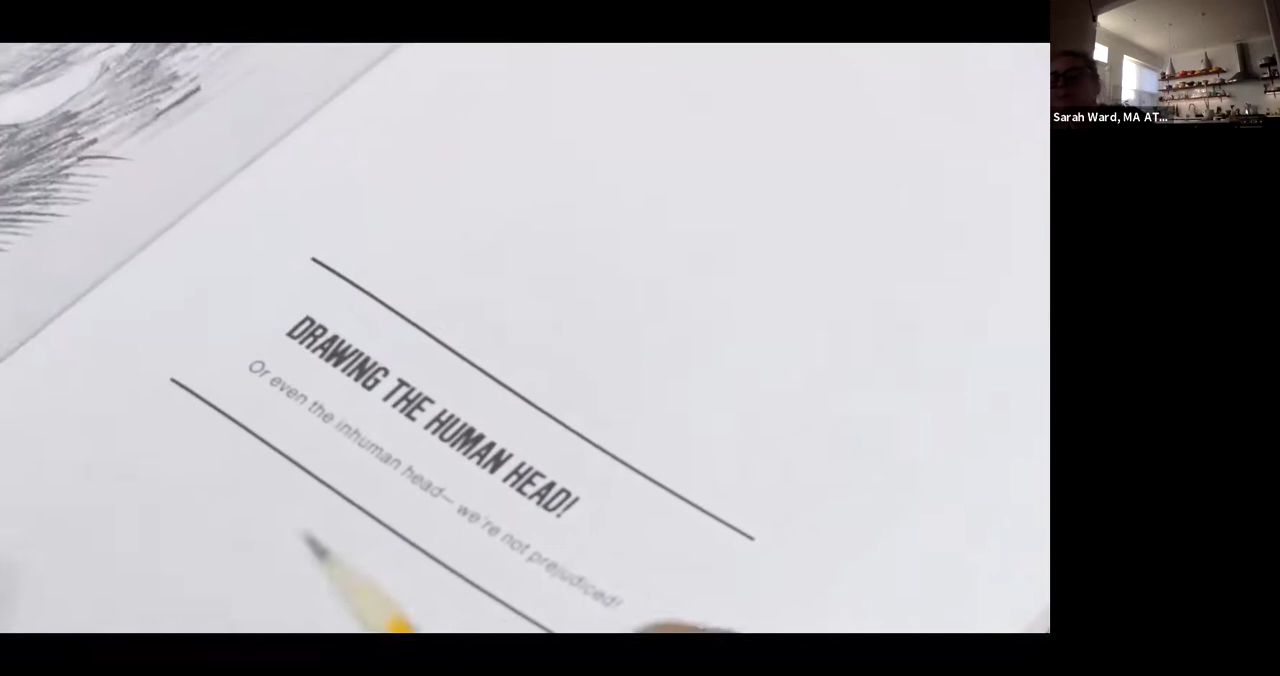 DRAWING THE HUMAN HEAD!
Or even the inhuman head— we're not prejudiced!
Sarah Ward, MA AT...